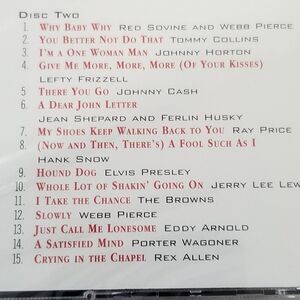 Disc Two
1. Why Baby Why Red Sovine and Webb Pierce
2. You Better Not Do That Tommy Collins
3. I'm a One Woman Man Johnny Horton
4. Give Me More, More, More (Of Your Kisses)
Lefty Frizzell
5. There You Go Johnny Cash
6. A Dear John Letter
Jean Shepard and Ferlin Husky
7. My Shoes Keep Walking Back to You Ray Price
8. (Now and Then, There's) A Fool Such As I
Hank Snow
9. Hound Dog Elvis Presley
10. Whole Lot of Shakin' Going On Jerry Lee Lew
11. I Take the Chance The Browns
12. Slowly Webb Pierce
13. Just Call Me Lonesome Eddy Arnold
14. A Satisfied Mind Porter Wagoner
15. Crying in the Chapel Rex Allen